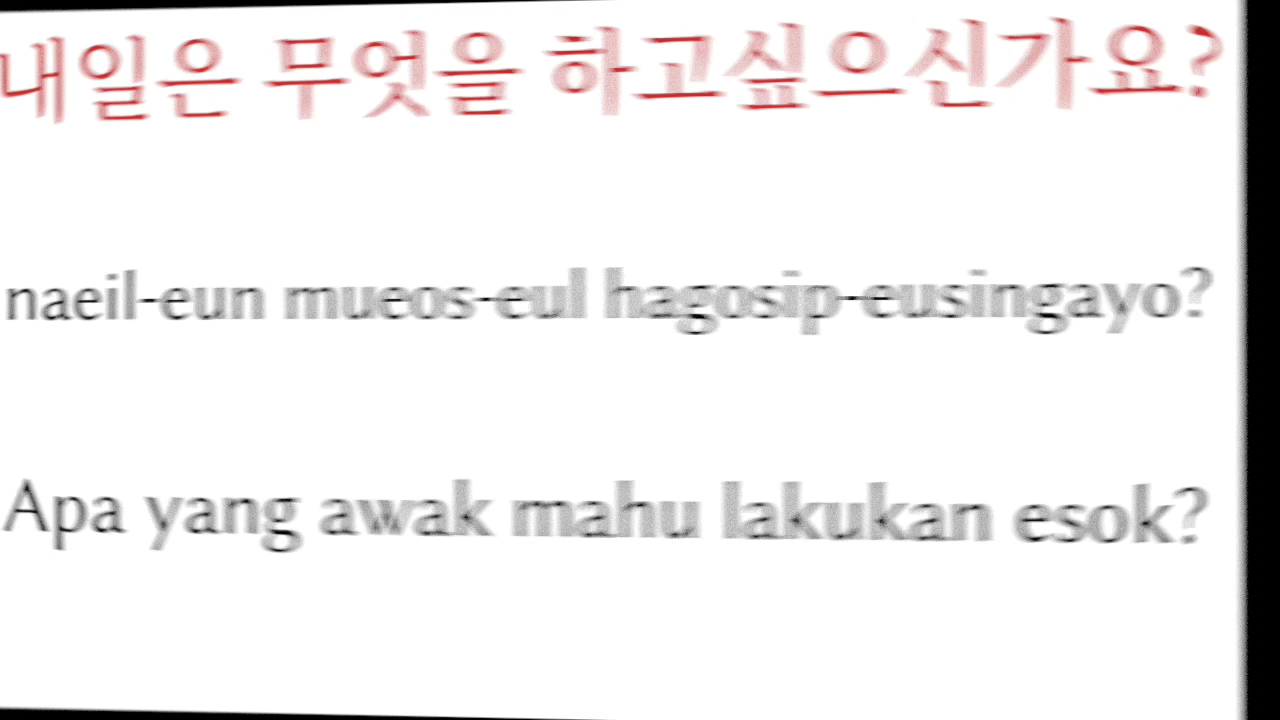 내일은 무엇을 하고싶으신가요?
naeil-eun mueos-eul hagosip-eusingayo?
Apa yang awak mahu lakukan esok?